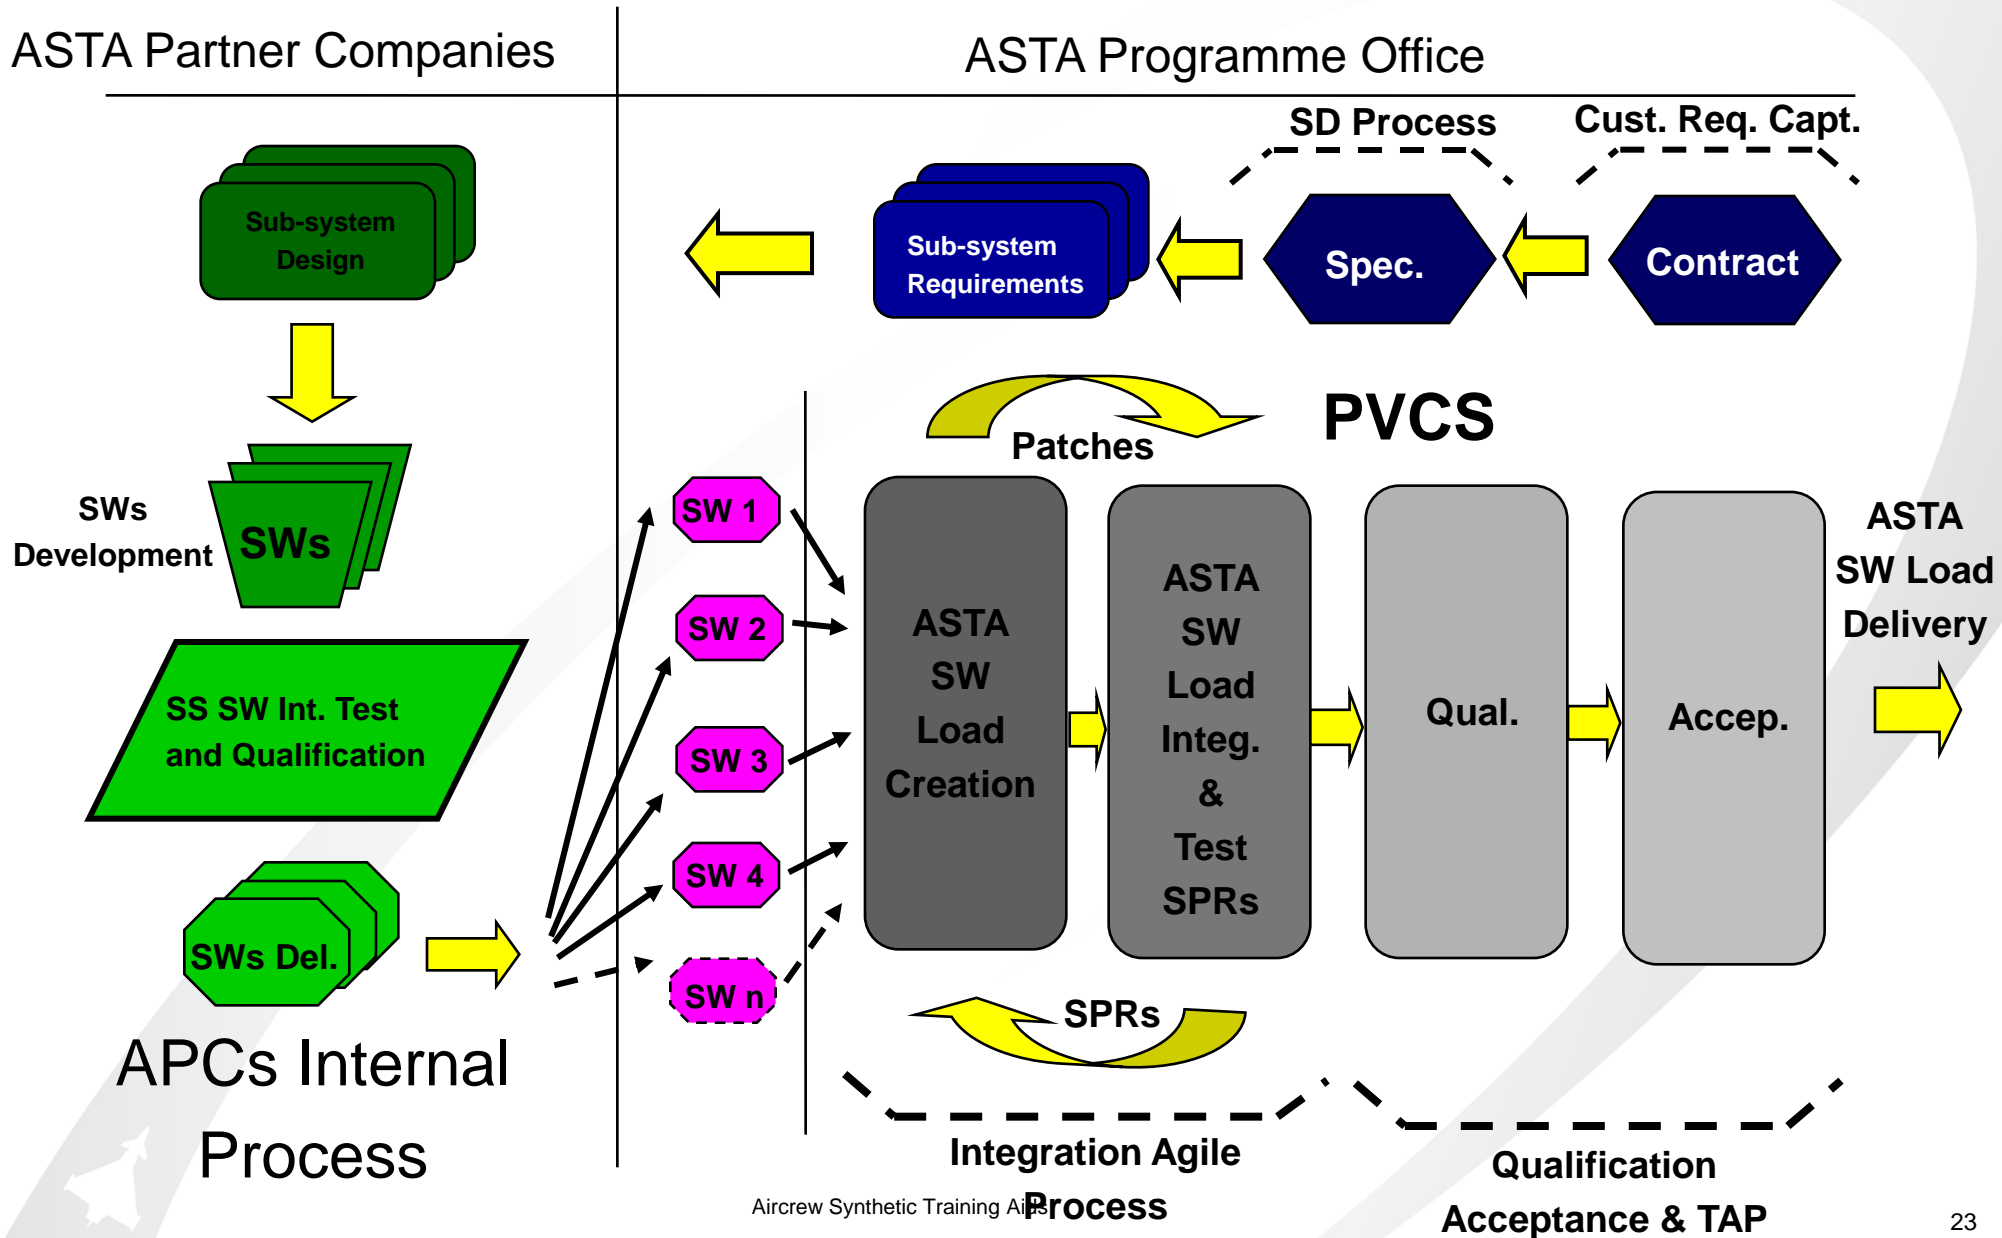 ASTA Partner Companies
ASTA Programme Office
SD Process
Cust. Req. Capt.
Sub-system
Design
Sub-system
Requirements
Spec.
Contract
PVCS
Patches
SWs
Development
SWs
SW 1
SW 2
SW 3
SW 4
SW n
ASTA
SW
Load
Creation
ASTA
SW
Load
Integ.
&
Test
SPRs
Qual.
Accep.
ASTA
SW Load
Delivery
SS SW Int. Test
and Qualification
SWs Del.
SPRs
APCs Internal
Process
Integration Agile
Process
Qualification
Acceptance & TAP
Aircrew Synthetic Training Aids
23